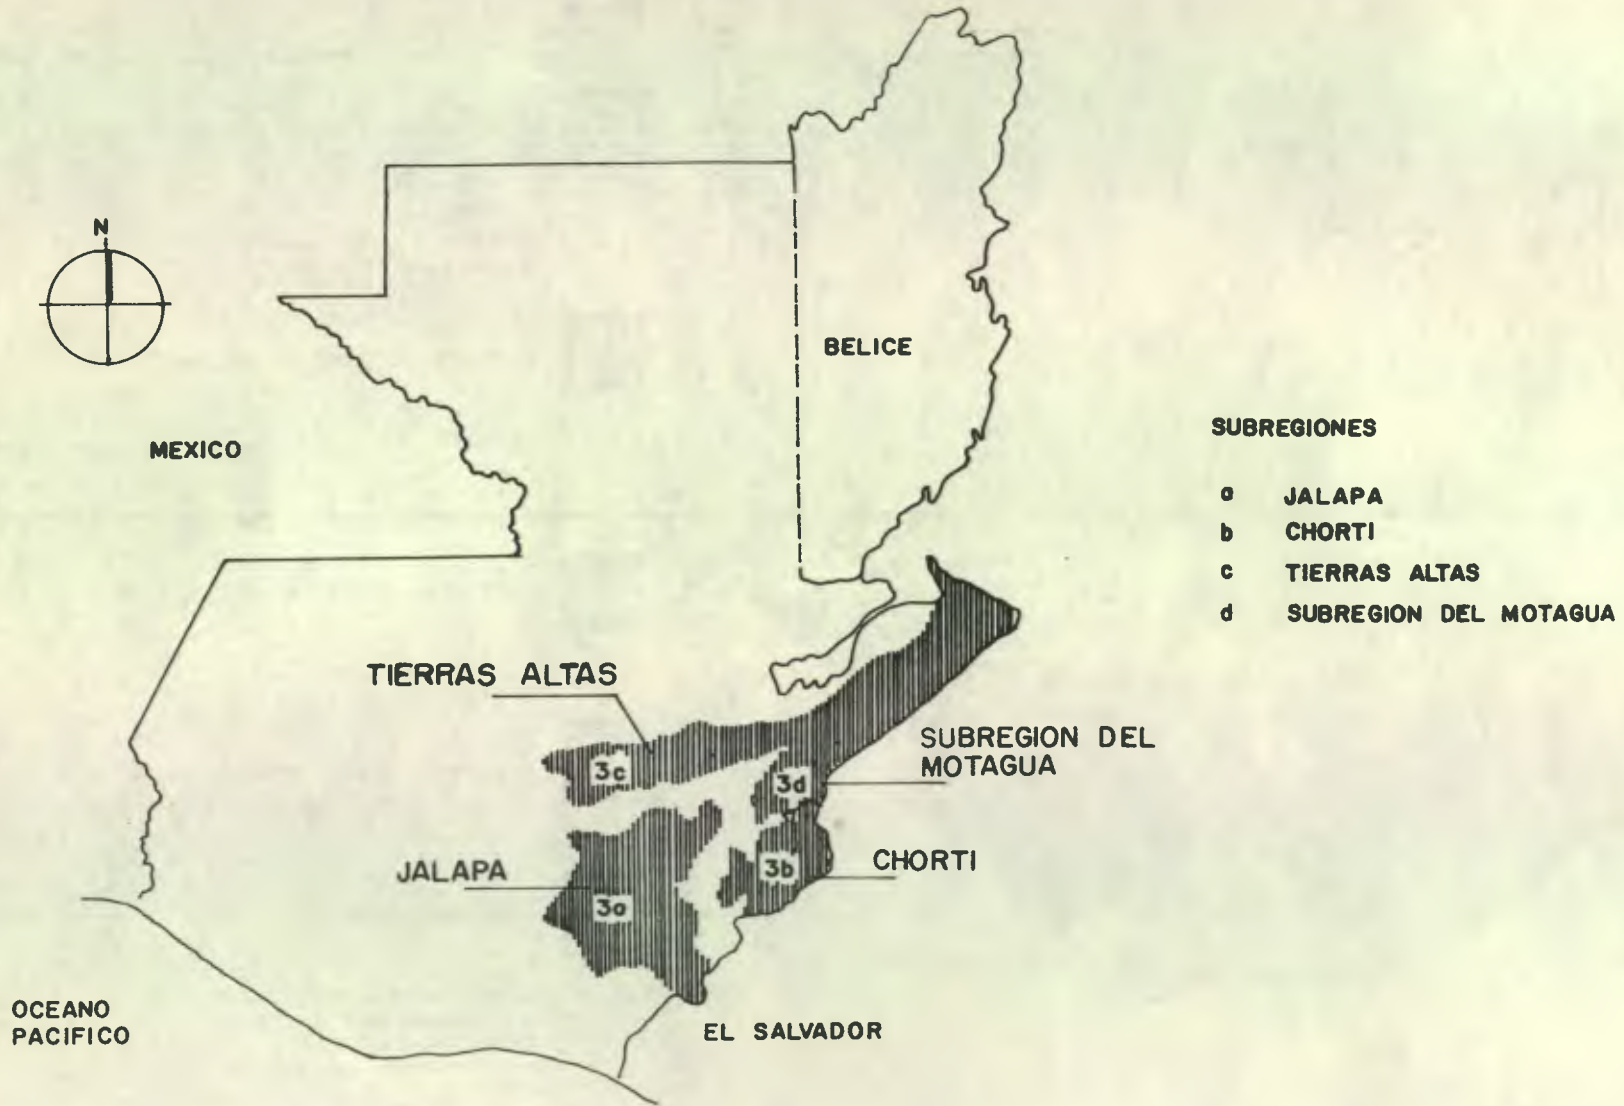 N
BELICE
MEXICO
SUBREGIONES
a JALAPA
b CHORTI
c TIERRAS ALTAS
d SUBREGION DEL MOTAGUA
TIERRAS ALTAS
SUBREGION DEL
MOTAGUA
3c
3d
JALAPA
CHORTI
3b
3a
OCEANO
PACIFICO
EL SALVADOR